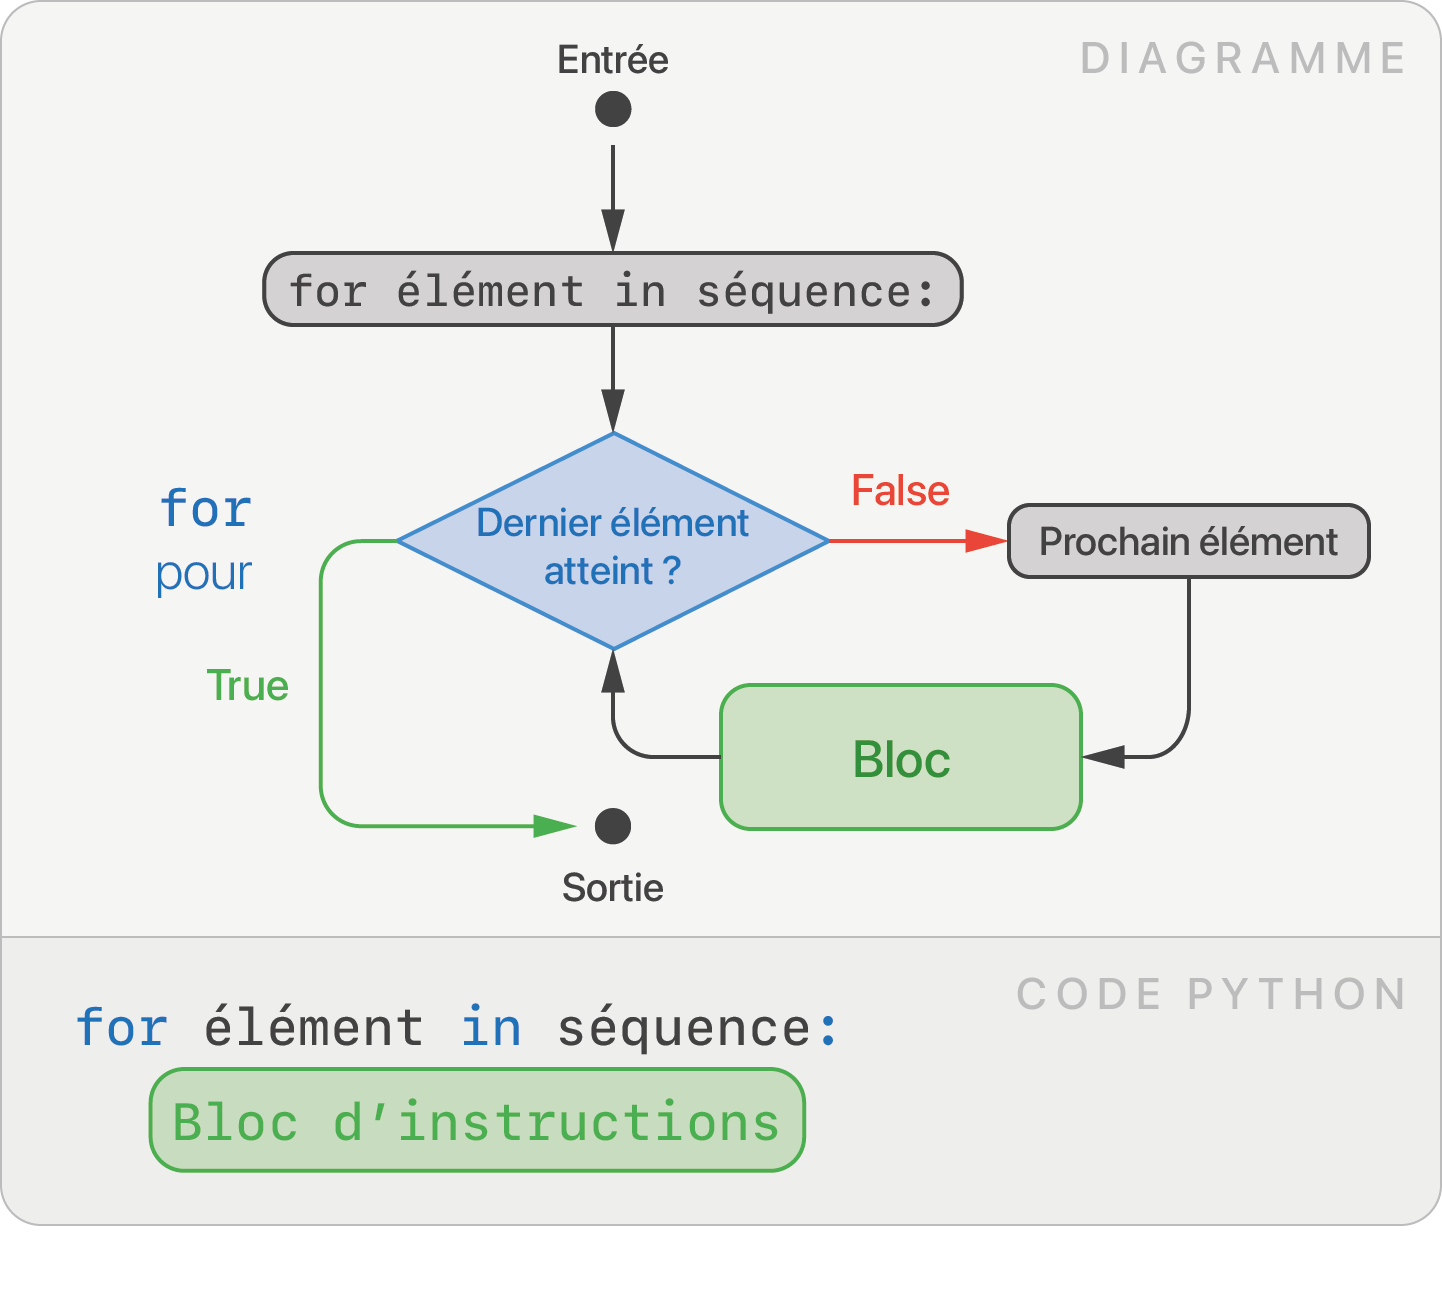 DIAGRAMME
Entrée
for élément in séquence:
for
pour
Dernier élément
atteint ?
False
Prochain élément
True
Bloc
Sortie
CODE PYTHON
for élément in séquence:
Bloc d’instructions